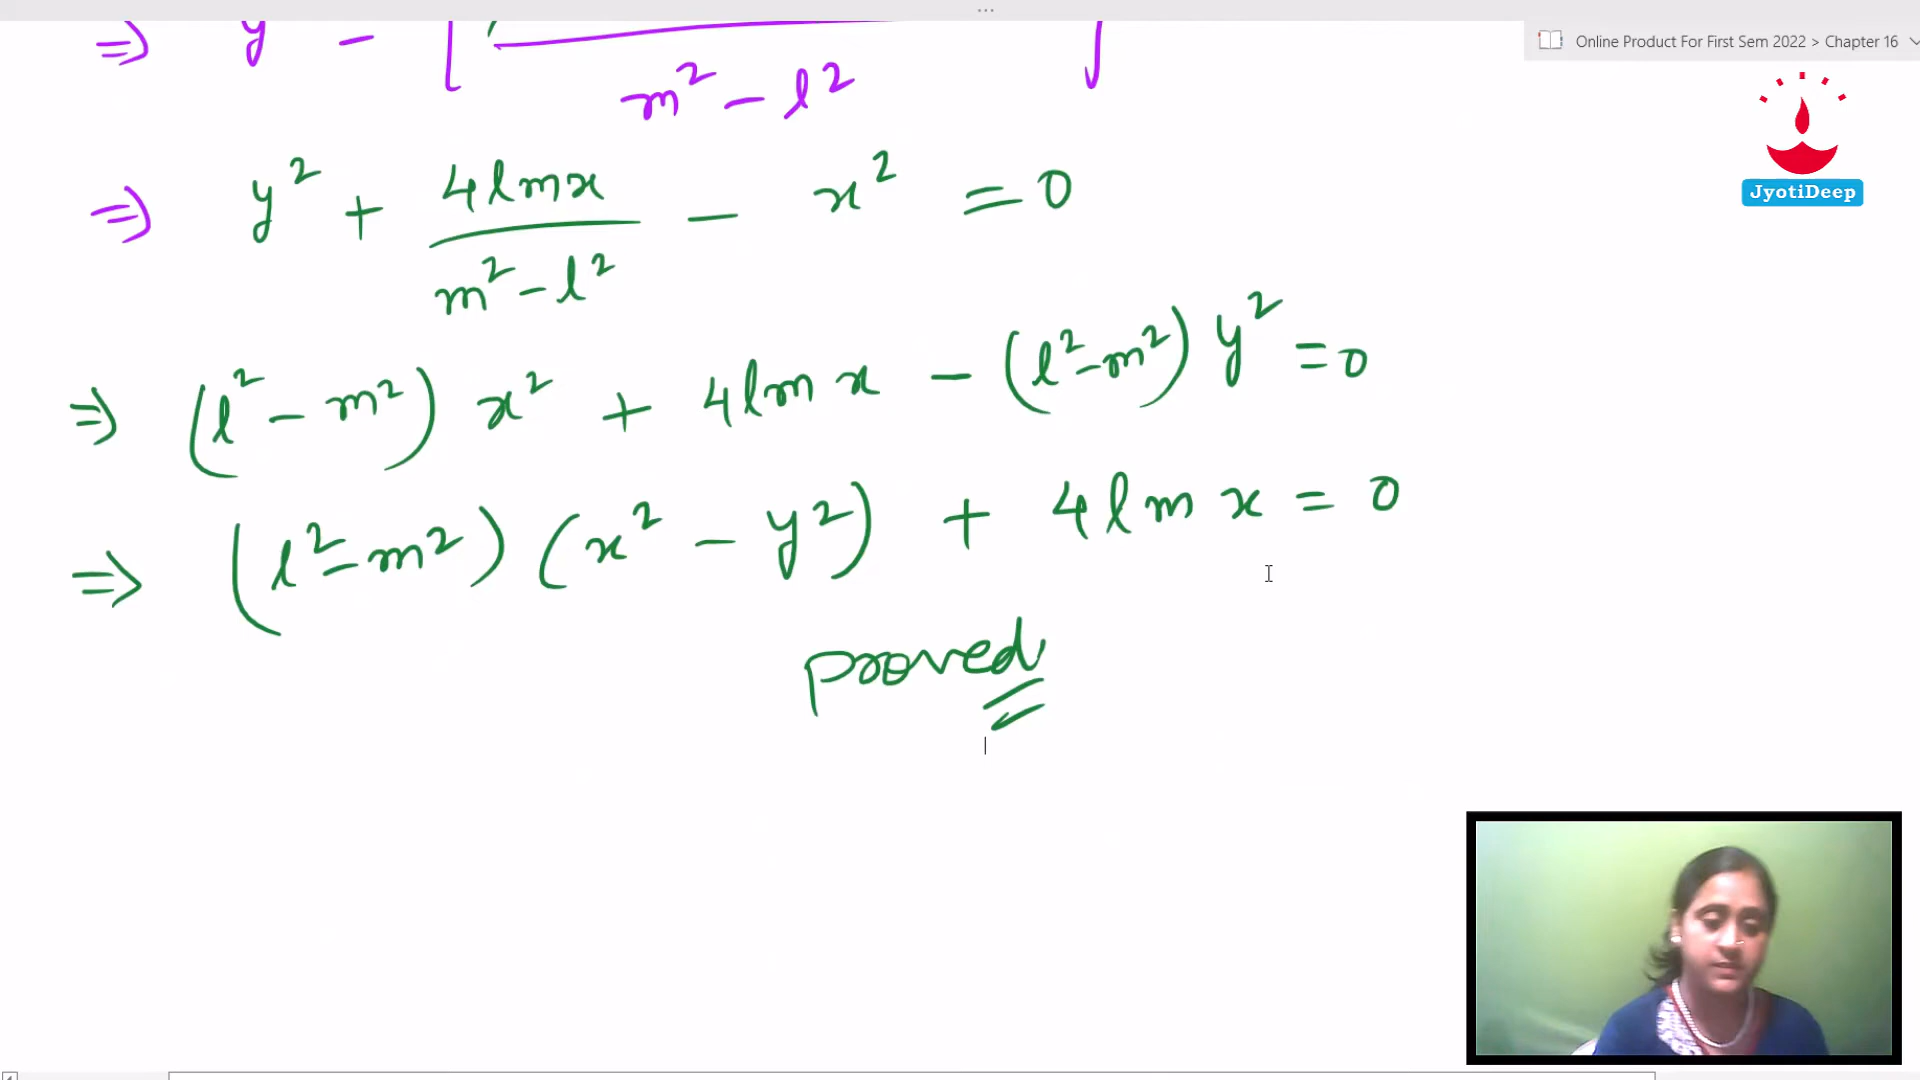 ...
Online Product For First Sem 2022 > Chapter 16
⇒ y - [
m² - l²
JyotiDeep
⇒ y² + 4lmx / m² - l² - x² = 0
⇒ (l² - m²) x² + 4lm x - (l² - m²) y² = 0
⇒ (l² - m²) (x² - y²) + 4lm x = 0
proved